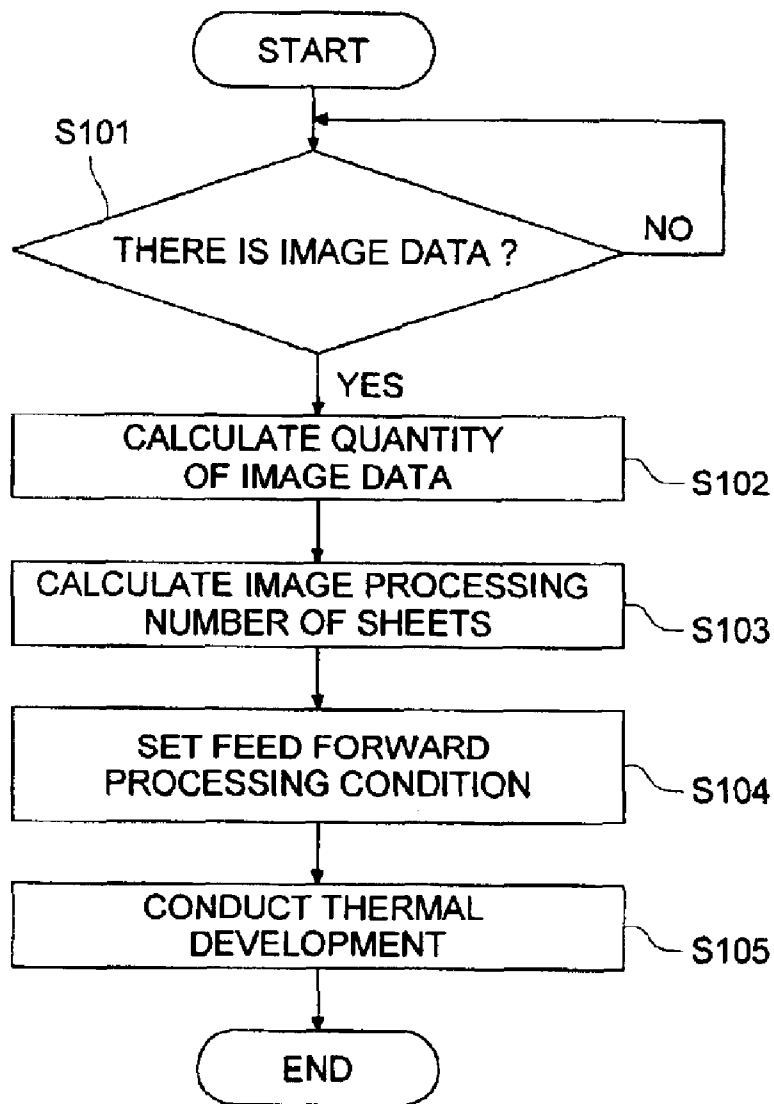 START
S101
THERE IS IMAGE DATA ?
NO
YES
CALCULATE QUANTITY
OF IMAGE DATA
S102
CALCULATE IMAGE PROCESSING
NUMBER OF SHEETS
S103
SET FEED FORWARD
PROCESSING CONDITION
S104
CONDUCT THERMAL
DEVELOPMENT
S105
END